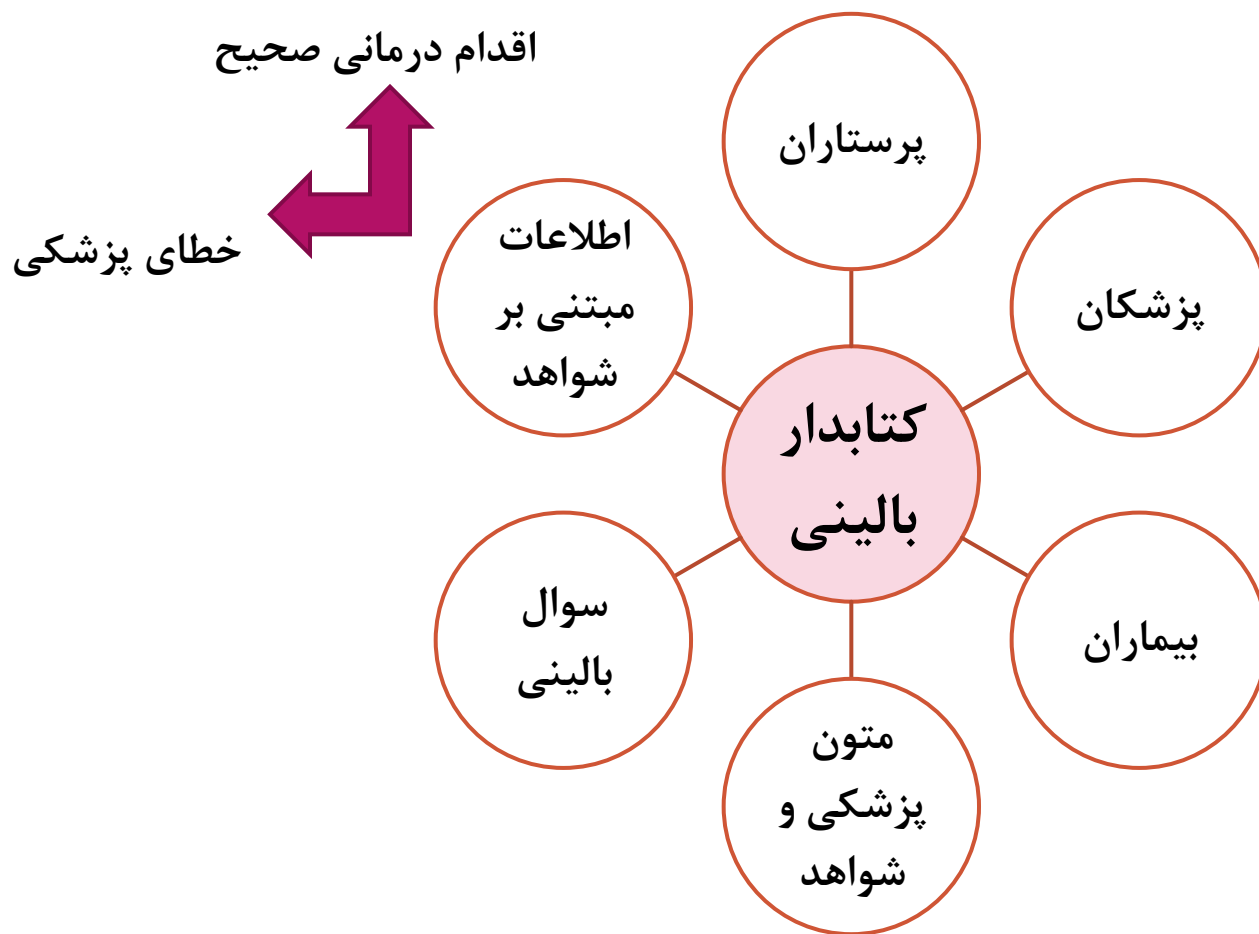 اقدام درمانی صحیح
خطای پزشکی
پرستاران
پزشکان
بیماران
متون
پزشکی و
شواهد
سوال
بالینی
اطلاعات
مبتنی بر
شواهد
کتابدار
بالینی